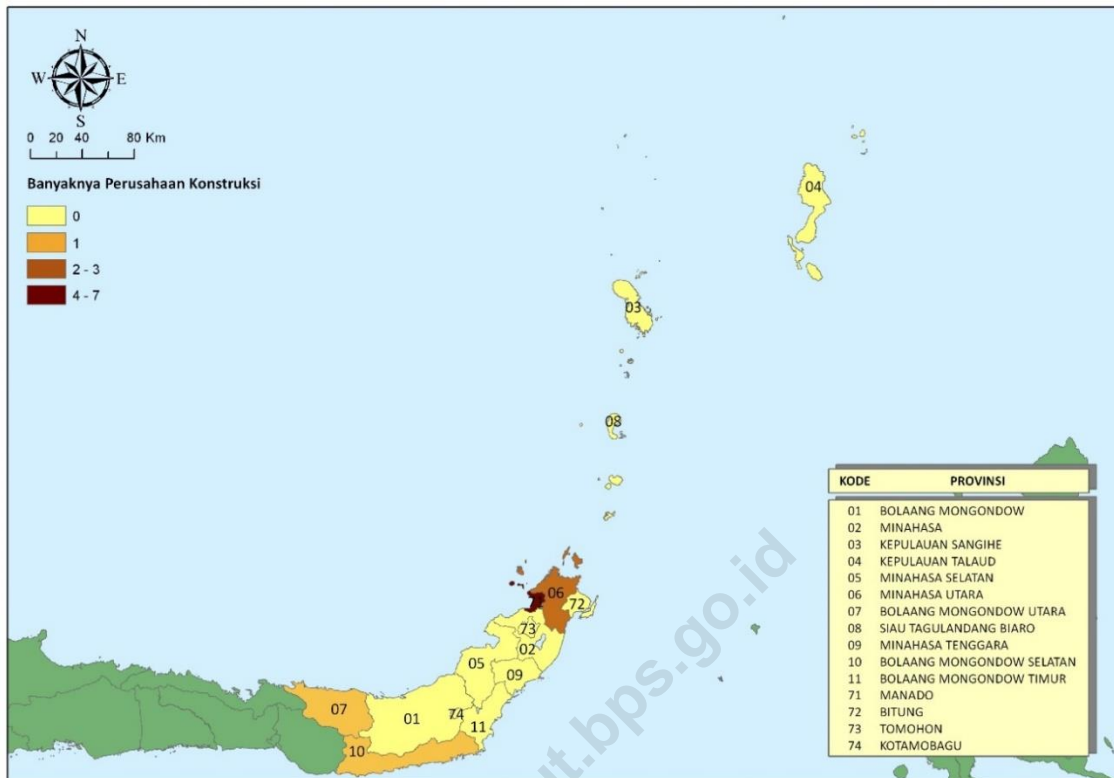 N
W E
S
0 20 40 80 Km
Banyaknya Perusahaan Konstruksi
0
1
2 - 3
4 - 7
04
03
08
06
72
73
02
05
09
07
01
74
11
10
KODE PROVINSI
01 BOLAANG MONGONDOW
02 MINAHASA
03 KEPULAUAN SANGIHE
04 KEPULAUAN TALAUD
05 MINAHASA SELATAN
06 MINAHASA UTARA
07 BOLAANG MONGONDOW UTARA
08 SIAU TAGULANDANG BIARO
09 MINAHASA TENGGARA
10 BOLAANG MONGONDOW SELATAN
11 BOLAANG MONGONDOW TIMUR
71 MANADO
72 BITUNG
73 TOMOHON
74 KOTAMOBAGU
ut.bps.go.id